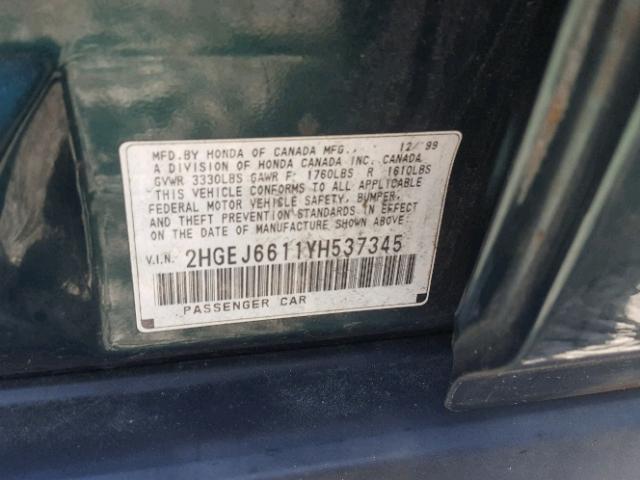 MFD.BY HONDA OF CANADA MFG., 12/99
A DIVISION OF HONDA CANADA INC. CANADA
GVWR 3330LBS GAWR F: 1760LBS R 1610LBS
THIS VEHICLE CONFORMS TO ALL APPLICABLE
FEDERAL MOTOR VEHICLE SAFETY, BUMPER,
AND THEFT PREVENTION STANDARDS IN EFFECT
ON THE DATE OF MANUFACTURE SHOWN ABOVE.
V.I.N. 2HGEJ6611YH537345
PASSENGER CAR